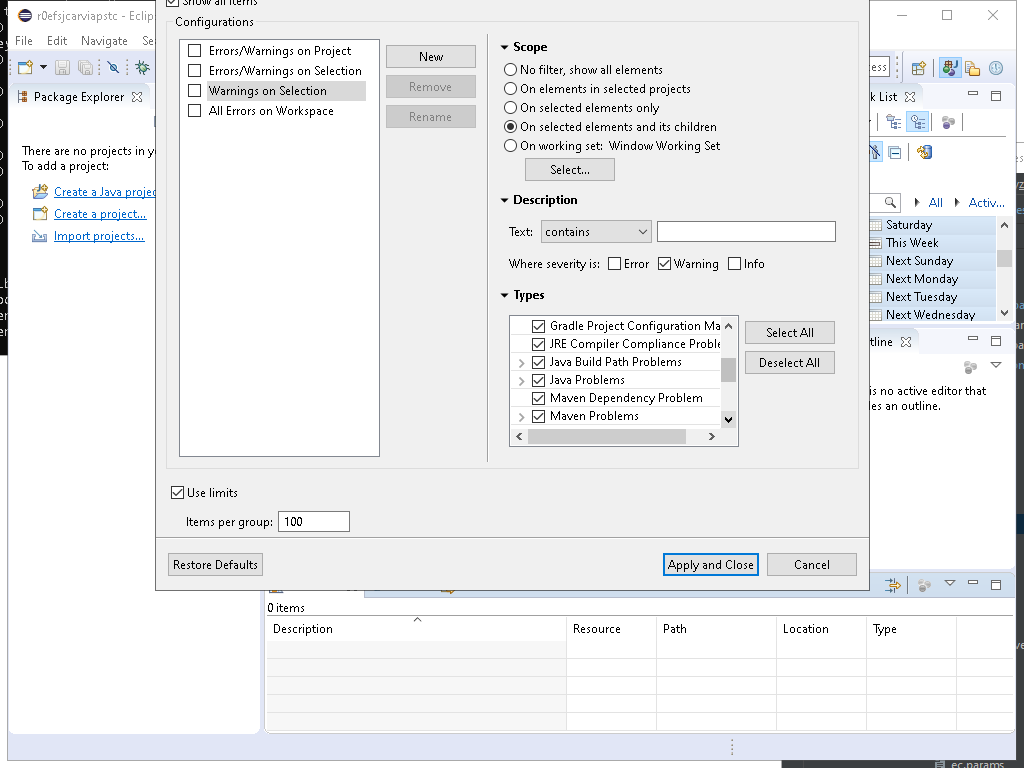 Show all items
r0efsjcarviapstc - Eclips
File Edit Navigate Se
Package Explorer
There are no projects in y
To add a project:
Create a Java projec
Create a project...
Import projects...
Configurations
Errors/Warnings on Project
Errors/Warnings on Selection
Warnings on Selection
All Errors on Workspace
New
Remove
Rename
Scope
No filter, show all elements
On elements in selected projects
On selected elements only
On selected elements and its children
On working set: Window Working Set
Select...
Description
Text: contains
Where severity is: Error Warning Info
Types
Gradle Project Configuration Ma
JRE Compiler Compliance Proble
Java Build Path Problems
Java Problems
Maven Dependency Problem
Maven Problems
Select All
Deselect All
Use limits
Items per group: 100
Restore Defaults
Apply and Close
Cancel
ess
k List
All Activ...
Saturday
This Week
Next Sunday
Next Monday
Next Tuesday
Next Wednesday
tline
is no active editor that
des an outline.
0 items
Description Resource Path Location Type
ec.params